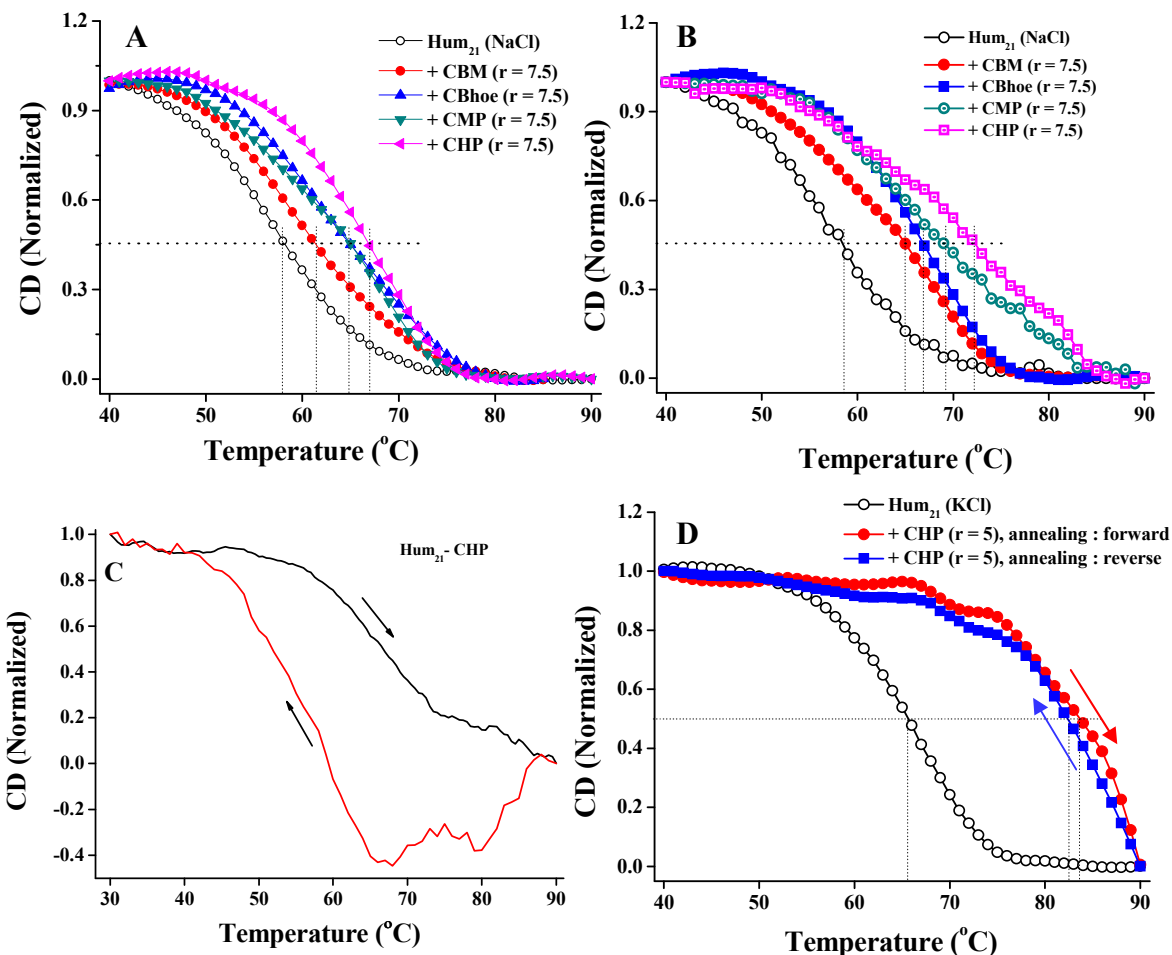 A
Hum21 (NaCl)
+ CBM (r = 7.5)
+ CBhoe (r = 7.5)
+ CMP (r = 7.5)
+ CHP (r = 7.5)
CD (Normalized)
1.2
0.9
0.6
0.3
0.0
40 50 60 70 80 90
Temperature (°C)
B
Hum21 (NaCl)
+ CBM (r = 7.5)
+ CBhoe (r = 7.5)
+ CMP (r = 7.5)
+ CHP (r = 7.5)
CD (Normalized)
1.2
0.9
0.6
0.3
0.0
40 50 60 70 80 90
Temperature (°C)
C
Hum21- CHP
CD (Normalized)
1.0
0.8
0.6
0.4
0.2
0.0
-0.2
-0.4
30 40 50 60 70 80 90
Temperature (°C)
D
Hum21 (KCl)
+ CHP (r = 5), annealing : forward
+ CHP (r = 5), annealing : reverse
CD (Normalized)
1.2
1.0
0.8
0.6
0.4
0.2
0.0
40 50 60 70 80 90
Temperature (°C)